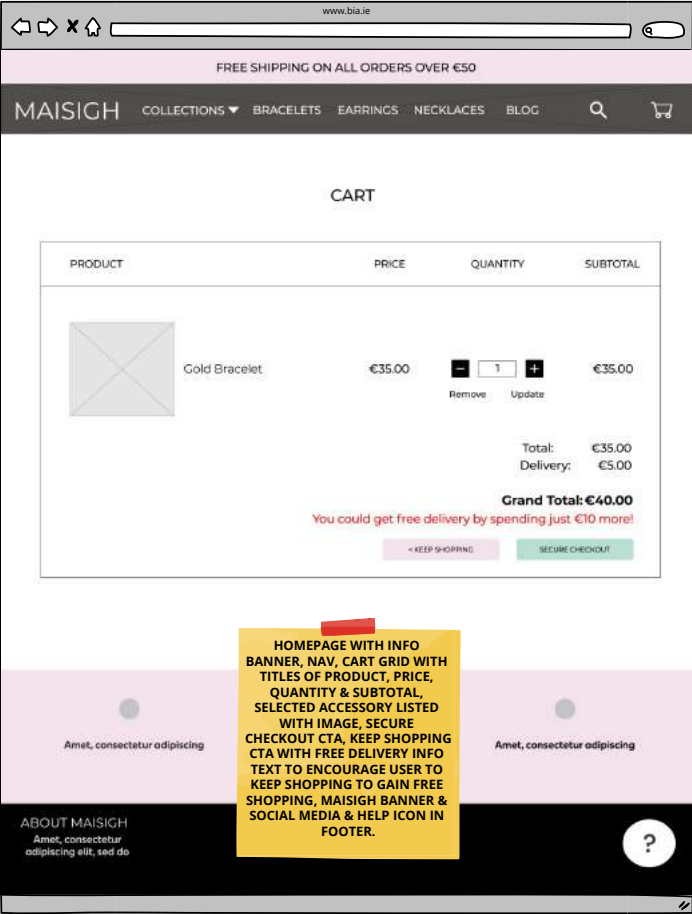 www.bia.ie
FREE SHIPPING ON ALL ORDERS OVER €50
MAISIGH COLLECTIONS BRACELETS EARRINGS NECKLACES BLOG
CART
PRODUCT PRICE QUANTITY SUBTOTAL
Gold Bracelet €35.00 1 €35.00
Remove Update
Total: €35.00
Delivery: €5.00
Grand Total: €40.00
You could get free delivery by spending just €10 more!
< KEEP SHOPPING SECURE CHECKOUT
HOMEPAGE WITH INFO
BANNER, NAV, CART GRID WITH
TITLES OF PRODUCT, PRICE,
QUANTITY & SUBTOTAL,
SELECTED ACCESSORY LISTED
WITH IMAGE, SECURE
CHECKOUT CTA, KEEP SHOPPING
CTA WITH FREE DELIVERY INFO
TEXT TO ENCOURAGE USER TO
KEEP SHOPPING TO GAIN FREE
SHOPPING, MAISIGH BANNER &
SOCIAL MEDIA & HELP ICON IN
FOOTER.
Amet, consectetur adipiscing
Amet, consectetur adipiscing
ABOUT MAISIGH
Amet, consectetur
adipiscing elit, sed do
?